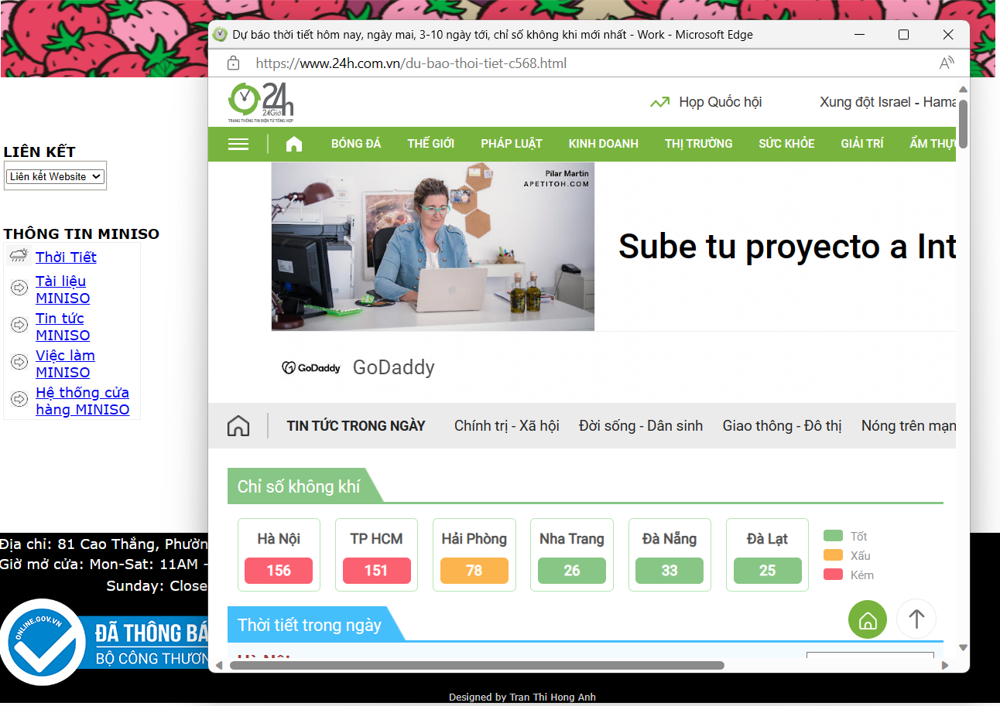 Dự báo thời tiết hôm nay, ngày mai, 3-10 ngày tới, chỉ số không khí mới nhất - Work - Microsoft Edge
https://www.24h.com.vn/du-bao-thoi-tiet-c568.html
24h
24Giờ
TRANG THÔNG TIN ĐIỆN TỬ TỔNG HỢP
Họp Quốc hội
Xung đột Israel - Hama
BÓNG ĐÁ THẾ GIỚI PHÁP LUẬT KINH DOANH THỊ TRƯỜNG SỨC KHỎE GIẢI TRÍ ẨM THỰC
Pilar Martin
APETITOH.COM
Sube tu proyecto a Int
GoDaddy GoDaddy
TIN TỨC TRONG NGÀY Chính trị - Xã hội Đời sống - Dân sinh Giao thông - Đô thị Nóng trên mạn
Chỉ số không khí
Hà Nội TP HCM Hải Phòng Nha Trang Đà Nẵng Đà Lạt
156 151 78 26 33 25
Tốt
Xấu
Kém
Thời tiết trong ngày
Hà Nội
LIÊN KẾT
Liên kết Website
THÔNG TIN MINISO
Thời Tiết
Tài liệu
MINISO
Tin tức
MINISO
Việc làm
MINISO
Hệ thống cửa
hàng MINISO
Địa chỉ: 81 Cao Thắng, Phườn
Giờ mở cửa: Mon-Sat: 11AM -
Sunday: Close
ONLINE.GOV.VN
ĐÃ THÔNG BÁ
BỘ CÔNG THƯƠN
Designed by Tran Thi Hong Anh